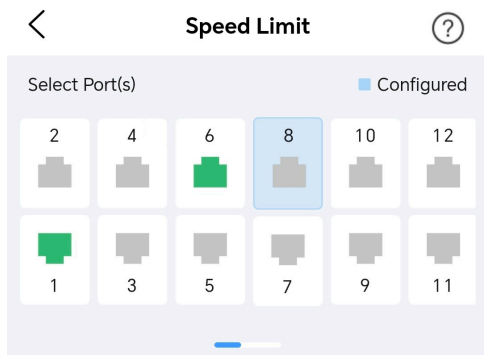 Speed Limit
?
Select Port(s)
Configured
2 4 6 8 10 12
1 3 5 7 9 11